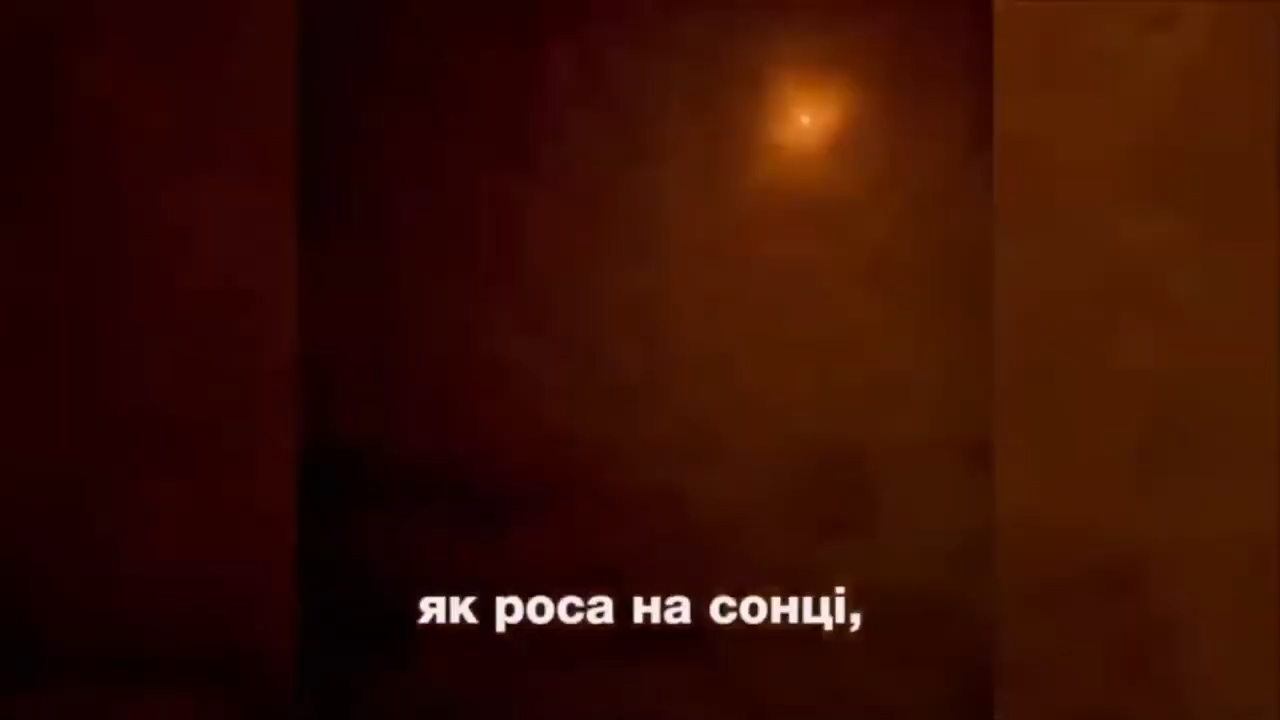 як роса на сонці,